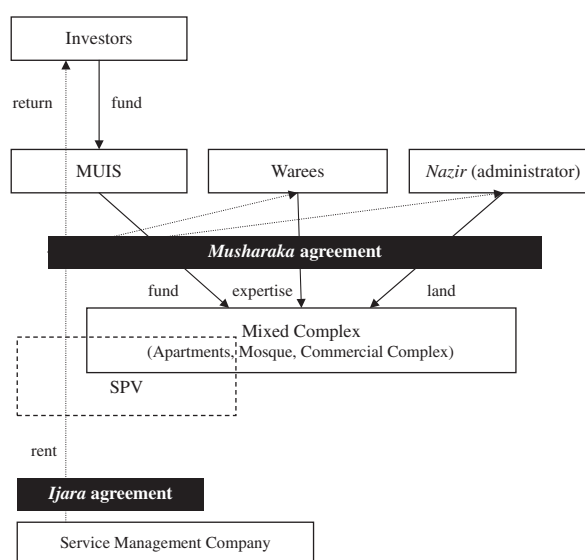 Investors
return
fund
MUIS
Warees
Nazir (administrator)
Musharaka agreement
fund
expertise
land
Mixed Complex
(Apartments, Mosque, Commercial Complex)
SPV
rent
Ijara agreement
Service Management Company